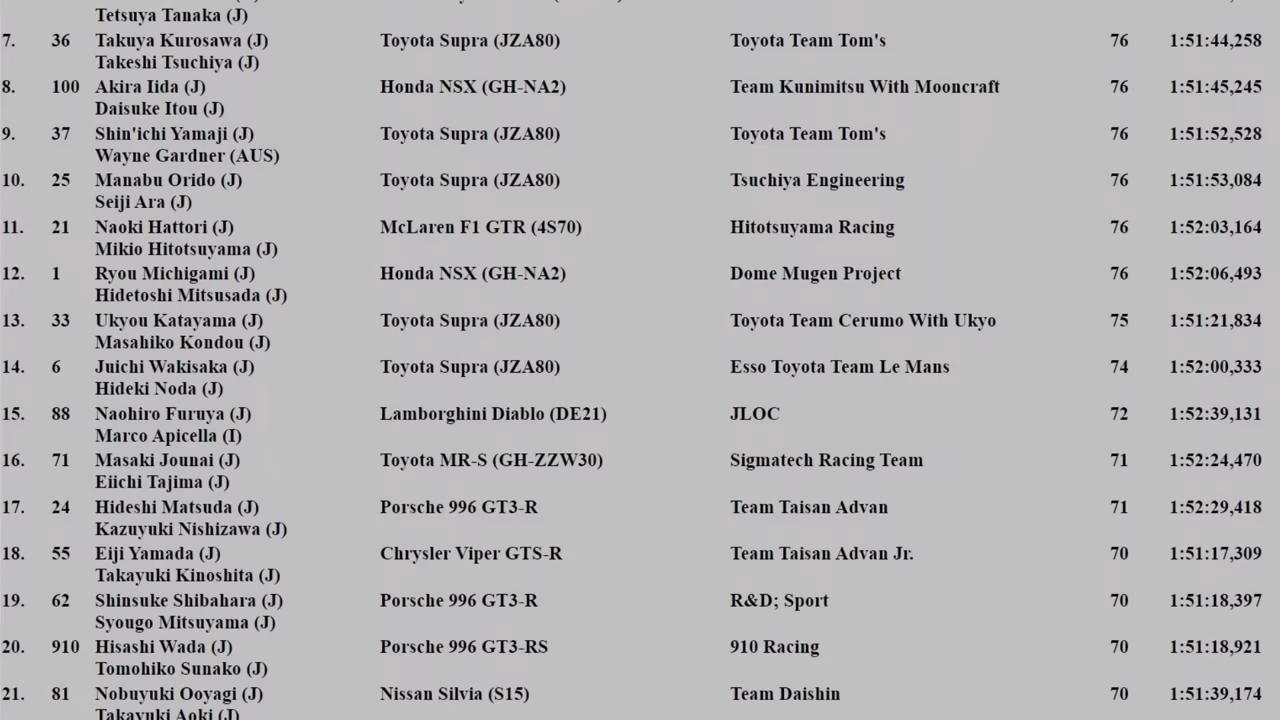 Tetsuya Tanaka (J)
7. 36 Takuya Kurosawa (J) Toyota Supra (JZA80) Toyota Team Tom's 76 1:51:44,258
Takeshi Tsuchiya (J)
8. 100 Akira Iida (J) Honda NSX (GH-NA2) Team Kunimitsu With Mooncraft 76 1:51:45,245
Daisuke Itou (J)
9. 37 Shin'ichi Yamaji (J) Toyota Supra (JZA80) Toyota Team Tom's 76 1:51:52,528
Wayne Gardner (AUS)
10. 25 Manabu Orido (J) Toyota Supra (JZA80) Tsuchiya Engineering 76 1:51:53,084
Seiji Ara (J)
11. 21 Naoki Hattori (J) McLaren F1 GTR (4S70) Hitotsuyama Racing 76 1:52:03,164
Mikio Hitotsuyama (J)
12. 1 Ryou Michigami (J) Honda NSX (GH-NA2) Dome Mugen Project 76 1:52:06,493
Hidetoshi Mitsusada (J)
13. 33 Ukyou Katayama (J) Toyota Supra (JZA80) Toyota Team Cerumo With Ukyo 75 1:51:21,834
Masahiko Kondou (J)
14. 6 Juichi Wakisaka (J) Toyota Supra (JZA80) Esso Toyota Team Le Mans 74 1:52:00,333
Hideki Noda (J)
15. 88 Naohiro Furuya (J) Lamborghini Diablo (DE21) JLOC 72 1:52:39,131
Marco Apicella (I)
16. 71 Masaki Jounai (J) Toyota MR-S (GH-ZZW30) Sigmatech Racing Team 71 1:52:24,470
Eiichi Tajima (J)
17. 24 Hideshi Matsuda (J) Porsche 996 GT3-R Team Taisan Advan 71 1:52:29,418
Kazuyuki Nishizawa (J)
18. 55 Eiji Yamada (J) Chrysler Viper GTS-R Team Taisan Advan Jr. 70 1:51:17,309
Takayuki Kinoshita (J)
19. 62 Shinsuke Shibahara (J) Porsche 996 GT3-R R&D; Sport 70 1:51:18,397
Syougo Mitsuyama (J)
20. 910 Hisashi Wada (J) Porsche 996 GT3-RS 910 Racing 70 1:51:18,921
Tomohiko Sunako (J)
21. 81 Nobuyuki Ooyagi (J) Nissan Silvia (S15) Team Daishin 70 1:51:39,174
Takayuki Aoki (J)